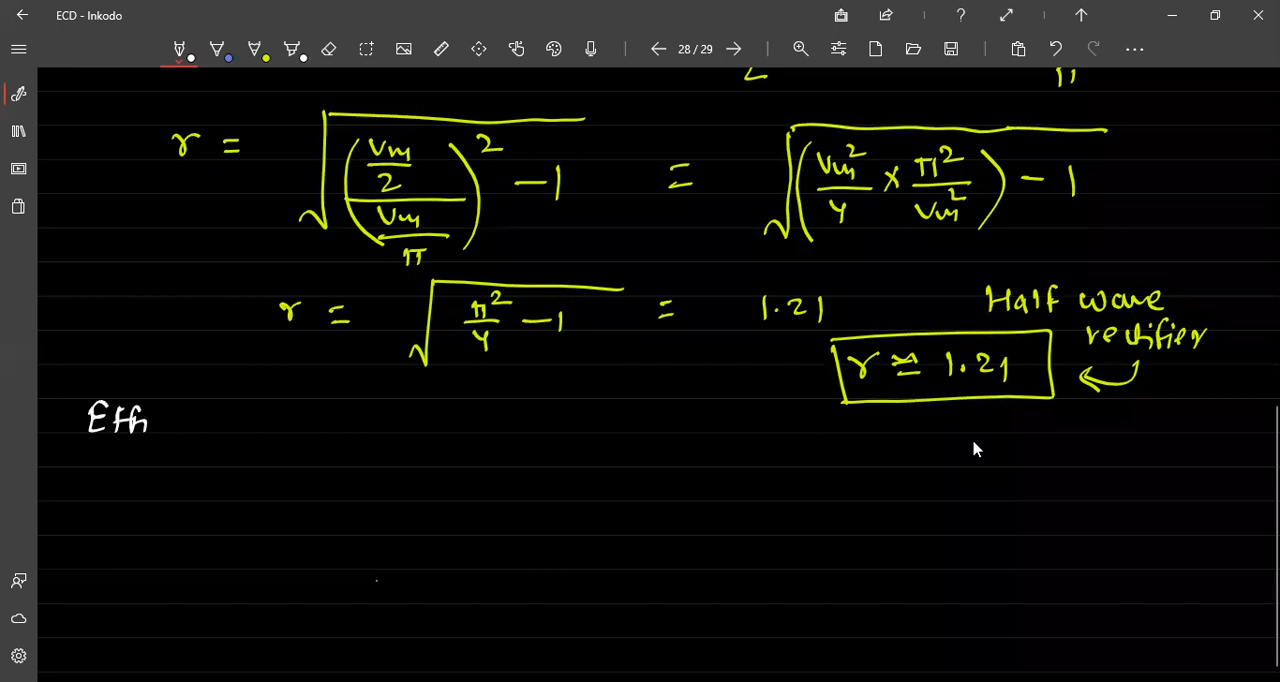 ECD - Inkodo
28 / 29
2 π
r = √((Vm/2)/(Vm/π))² - 1 = √(Vm²/4 × π²/Vm²) - 1
r = √π²/4 - 1 = 1.21
Half wave
rectifier
r ≅ 1.21
Effi